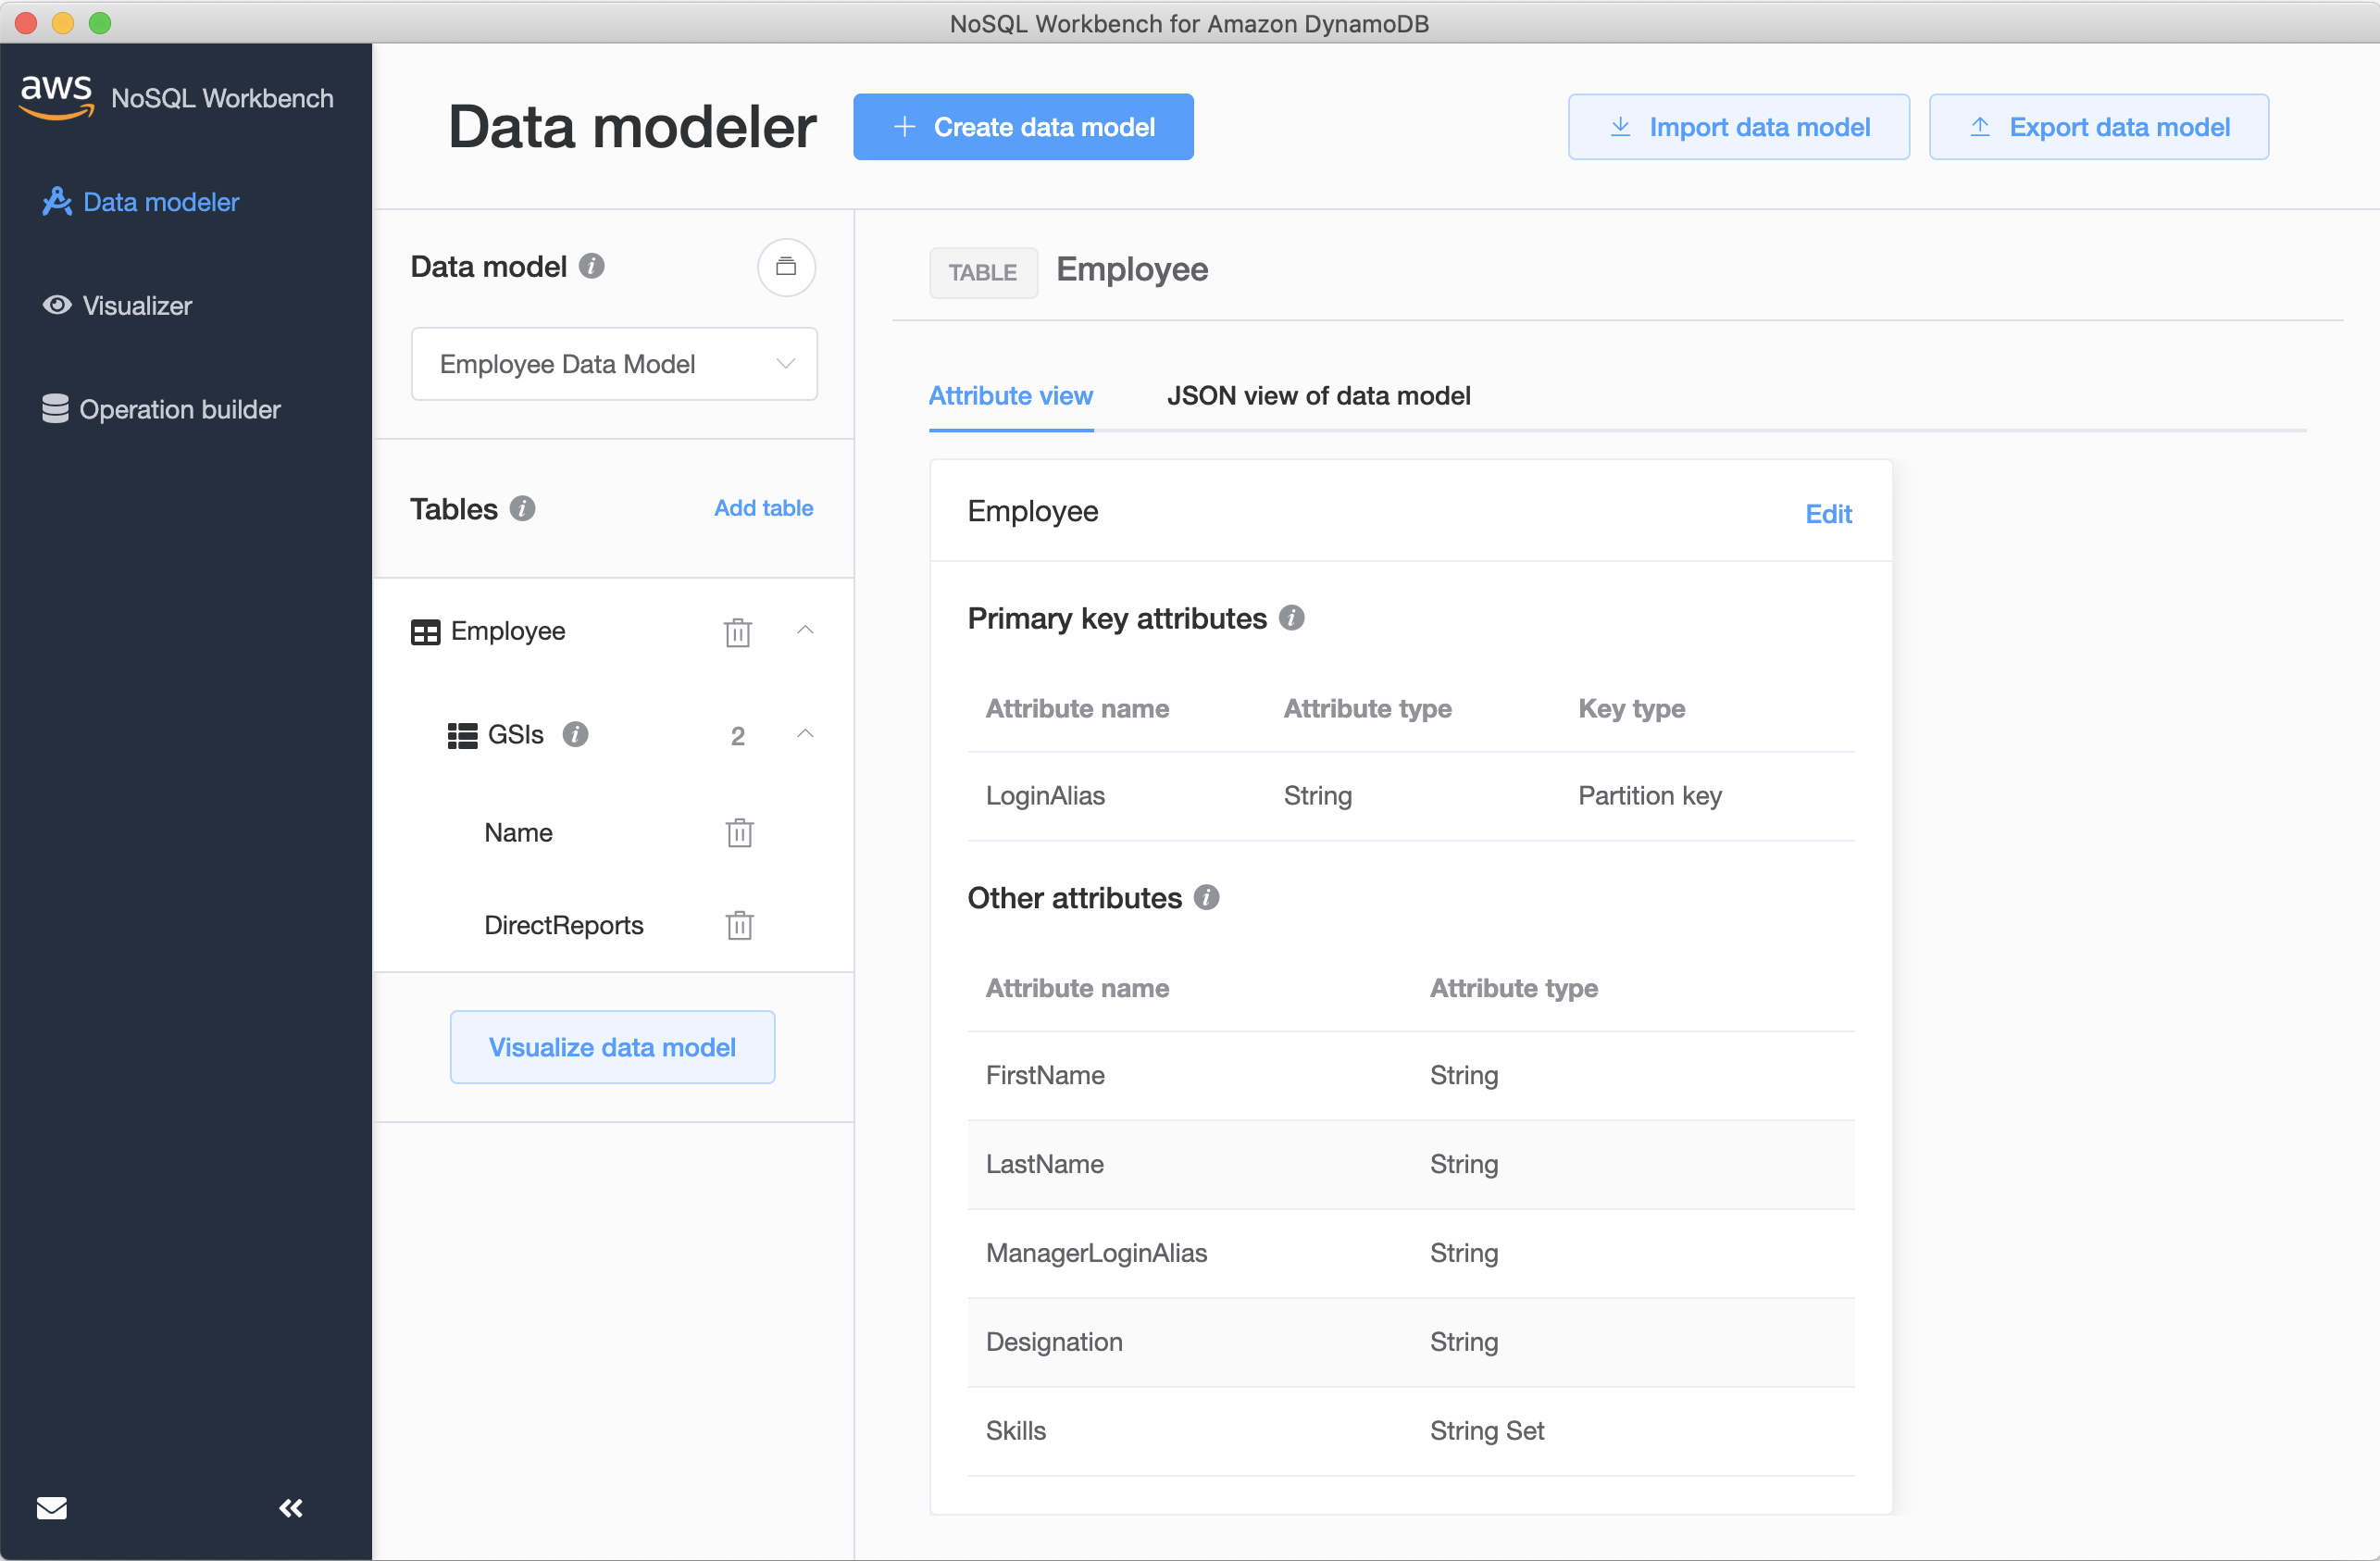 NoSQL Workbench for Amazon DynamoDB
aws NoSQL Workbench
Data modeler
Visualizer
Operation builder
Data modeler
+ Create data model
Import data model
Export data model
Data model i
Employee Data Model
Tables i
Add table
Employee
GSIs i 2
Name
DirectReports
Visualize data model
TABLE Employee
Attribute view
JSON view of data model
Employee
Edit
Primary key attributes i
Attribute name Attribute type Key type
LoginAlias String Partition key
Other attributes i
Attribute name Attribute type
FirstName String
LastName String
ManagerLoginAlias String
Designation String
Skills String Set